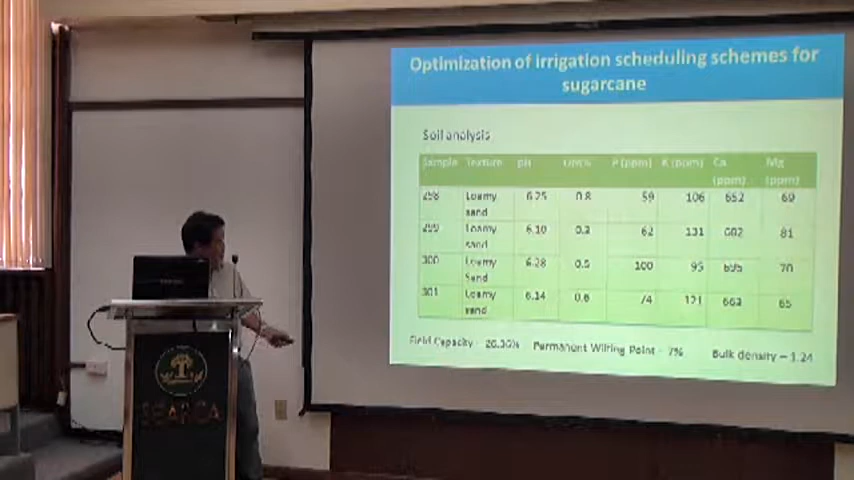 Optimization of irrigation scheduling schemes for
sugarcane
Soil analysis
Sample Texture pH P (ppm) K (ppm) Ca (ppm) Mg (ppm)
298 Loamy sand 6.25 0.8 59 106 652 69
299 Loamy sand 6.10 62 131 81
300 Loamy Sand 6.28 0.5 100 95 695 70
301 Loamy sand 6.14 0.6 74 121 663 65
Field Capacity - Permanent Wilting Point - 7% Bulk density – 1.24
SEARCA